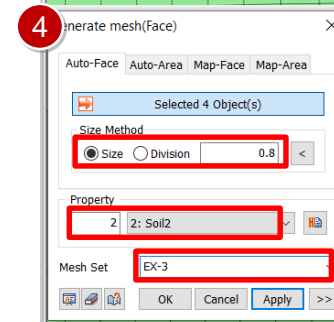 4
enerate mesh(Face)
Auto-Face Auto-Area Map-Face Map-Area
Selected 4 Object(s)
Size Method
Size Division 0.8 <
Property
2 2: Soil2
Mesh Set EX-3
OK Cancel Apply >>